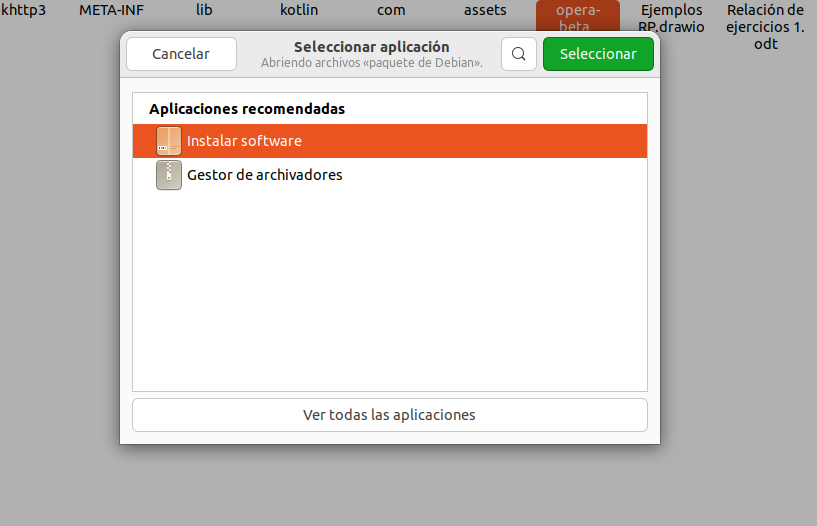 khttp3 META-INF lib kotlin com assets opera- Ejemplos Relación de
beta_ RP.drawio ejercicios 1.
odt
Cancelar Seleccionar aplicación Seleccionar
Abriendo archivos «paquete de Debian».
Aplicaciones recomendadas
Instalar software
Gestor de archivadores
Ver todas las aplicaciones